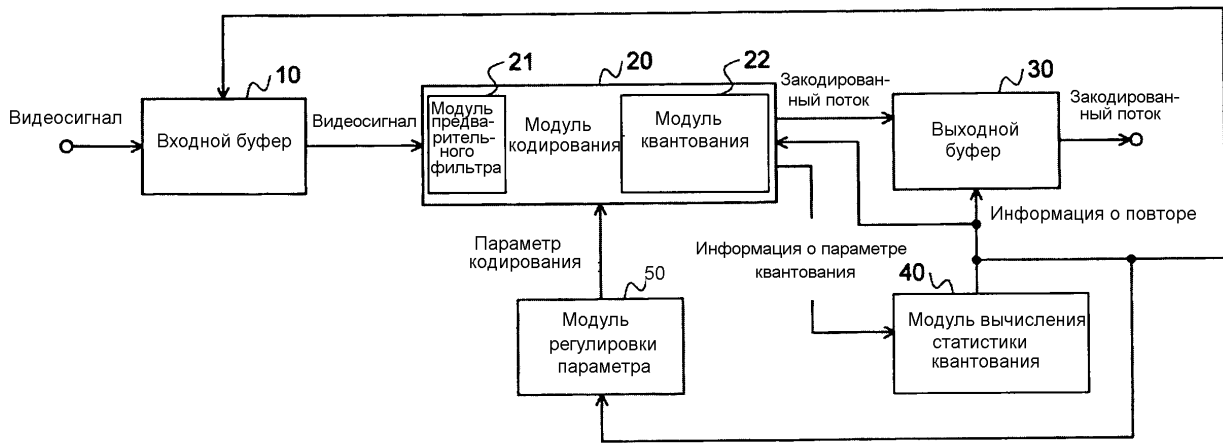 10
21
20
22
30
Видеосигнал
Входной буфер
Видеосигнал
Модуль
предва-
ритель-
ного
фильтра
Модуль
кодирования
Модуль
квантования
Закодирован-
ный поток
Выходной
буфер
Закодирован-
ный поток
Параметр
кодирования
Информация о параметре
квантования
Информация о повторе
50
40
Модуль
регулировки
параметра
Модуль вычисления
статистики
квантования